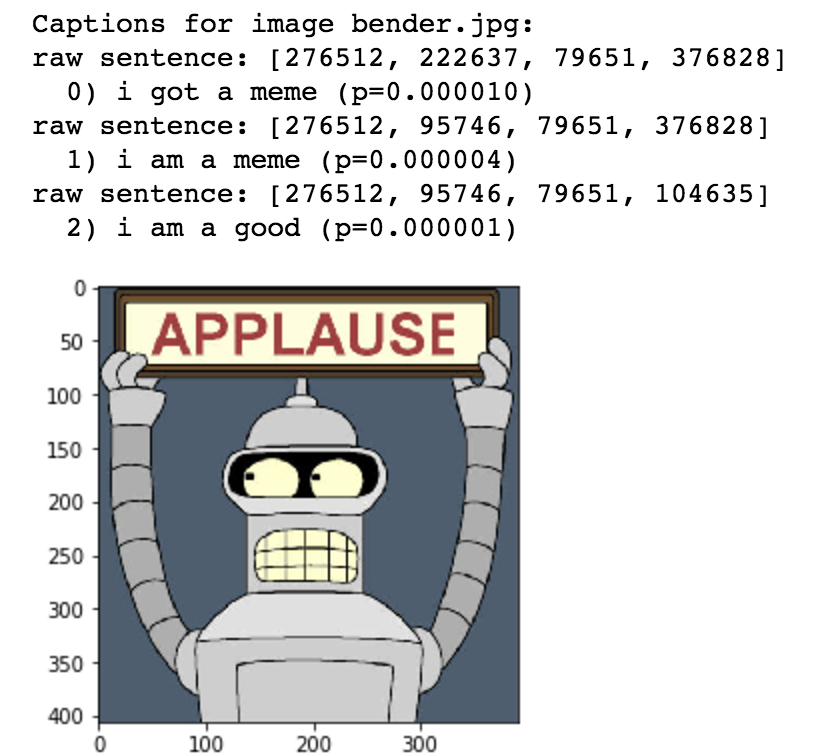 Captions for image bender.jpg:
raw sentence: [276512, 222637, 79651, 376828]
0) i got a meme (p=0.000010)
raw sentence: [276512, 95746, 79651, 376828]
1) i am a meme (p=0.000004)
raw sentence: [276512, 95746, 79651, 104635]
2) i am a good (p=0.000001)
0
APPLAUSE
50
100
150
200
250
300
350
400
0 100 200 300